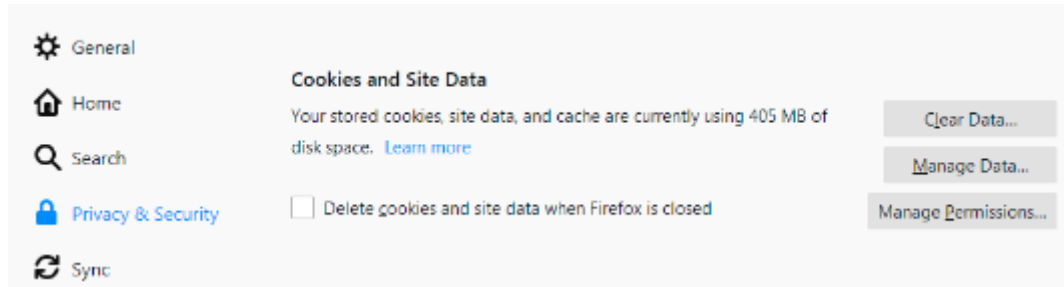 General
Home
Search
Privacy & Security
Sync
Cookies and Site Data
Your stored cookies, site data, and cache are currently using 405 MB of
disk space. Learn more
Delete cookies and site data when Firefox is closed
Clear Data...
Manage Data...
Manage Permissions...